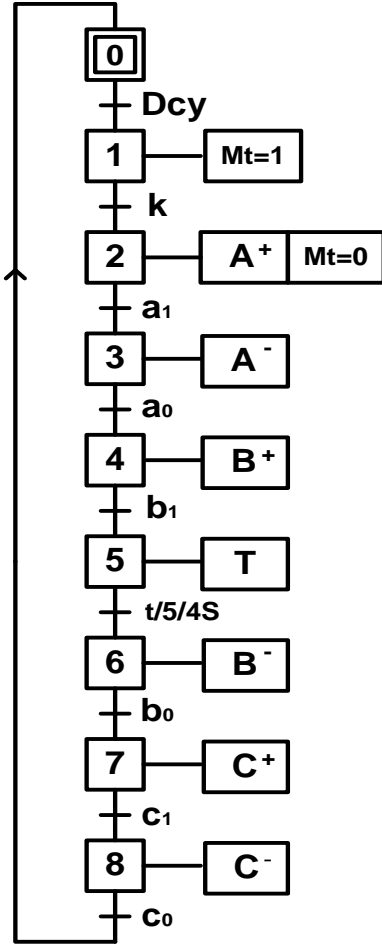 0
Dcy
1 Mt=1
k
2 A⁺ Mt=0
a₁
3 A⁻
a₀
4 B⁺
b₁
5 T
t/5/4S
6 B⁻
b₀
7 C⁺
c₁
8 C⁻
c₀